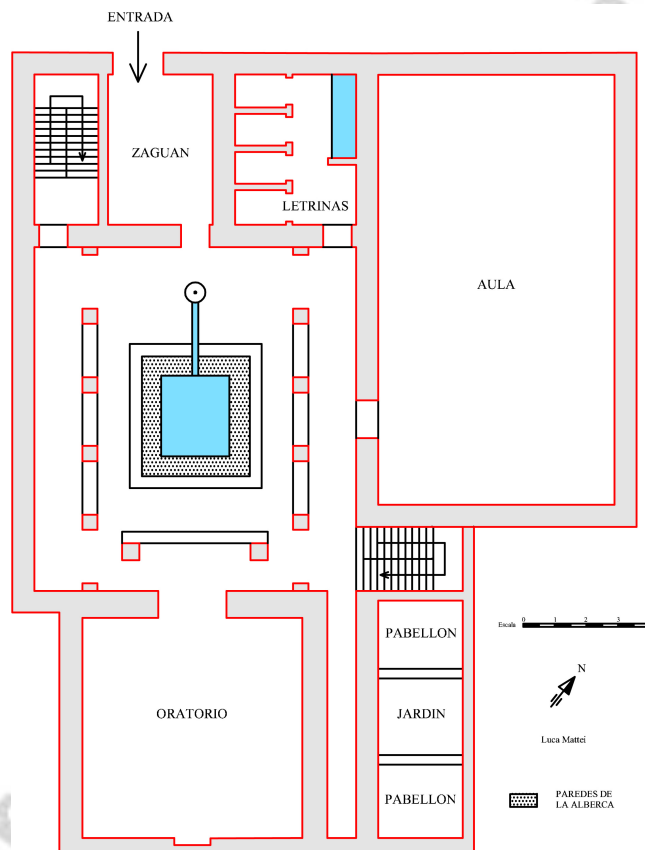 ENTRADA
ZAGUAN
LETRINAS
AULA
PABELLON
Escala 0 1 2 3
N
ORATORIO
JARDIN
Luca Mattei
PABELLON
PAREDES DE
LA ALBERCA